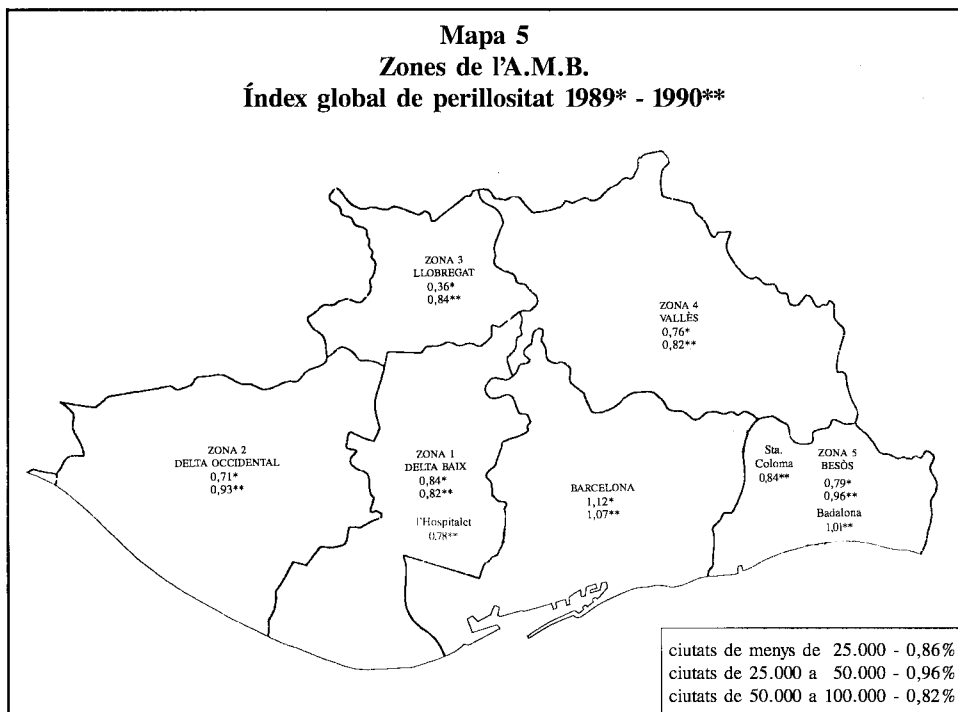 Mapa 5
Zones de l'A.M.B.
Índex global de perillositat 1989* - 1990**
ZONA 3
LLOBREGAT
0,36*
0,84**
ZONA 4
VALLÈS
0,76*
0,82**
ZONA 2
DELTA OCCIDENTAL
0,71*
0,93**
ZONA 1
DELTA BAIX
0,84*
0,82**
l'Hospitalet
0,78**
BARCELONA
1,12*
1,07**
Sta.
Coloma
0,84**
ZONA 5
BESÒS
0,79*
0,96**
Badalona
1,01**
ciutats de menys de 25.000 - 0,86%
ciutats de 25.000 a 50.000 - 0,96%
ciutats de 50.000 a 100.000 - 0,82%